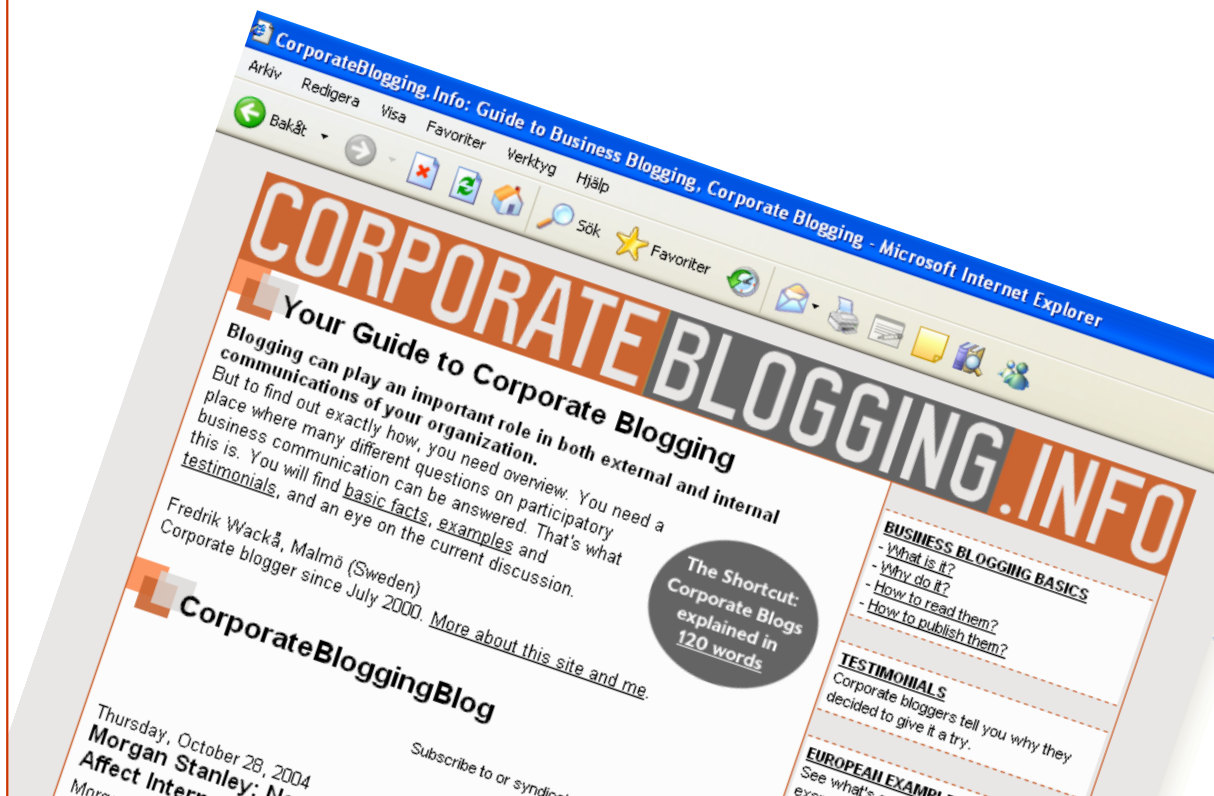 CorporateBlogging.Info: Guide to Business Blogging, Corporate Blogging - Microsoft Internet Explorer
Arkiv Redigera Visa Favoriter Verktyg Hjälp
Bakåt Sök Favoriter
CORPORATEBLOGGING.INFO
Your Guide to Corporate Blogging
Blogging can play an important role in both external and internal
communications of your organization.
But to find out exactly how, you need overview. You need a
place where many different questions on participatory
business communication can be answered. That's what
this is. You will find basic facts, examples and
testimonials, and an eye on the current discussion.
Fredrik Wackå, Malmö (Sweden)
Corporate blogger since July 2000. More about this site and me.
The Shortcut:
Corporate Blogs
explained in
120 words
CorporateBloggingBlog
Subscribe to or
Thursday, October 28, 2004
Morgan Stanley:
Affect
BUSINESS BLOGGING BASICS
- What is it?
- Why do it?
- How to read them?
- How to publish them?
TESTIMONIALS
Corporate bloggers tell you why they
decided to give it a try.
EUROPEAN
See what's